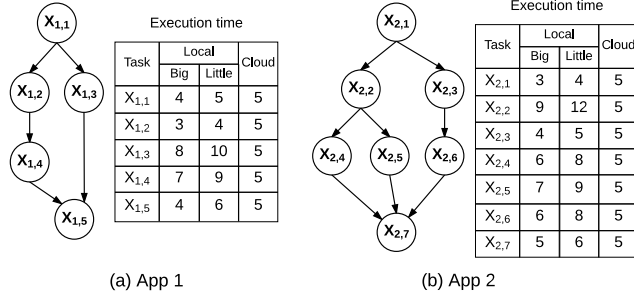 Execution time
X1,1
X1,2
X1,3
X1,4
X1,5
Task Local Cloud
Big Little
X1,1 4 5 5
X1,2 3 4 5
X1,3 8 10 5
X1,4 7 9 5
X1,5 4 6 5
(a) App 1
Execution time
X2,1
X2,2
X2,3
X2,4
X2,5
X2,6
X2,7
Task Local Cloud
Big Little
X2,1 3 4 5
X2,2 9 12 5
X2,3 4 5 5
X2,4 6 8 5
X2,5 7 9 5
X2,6 6 8 5
X2,7 5 6 5
(b) App 2